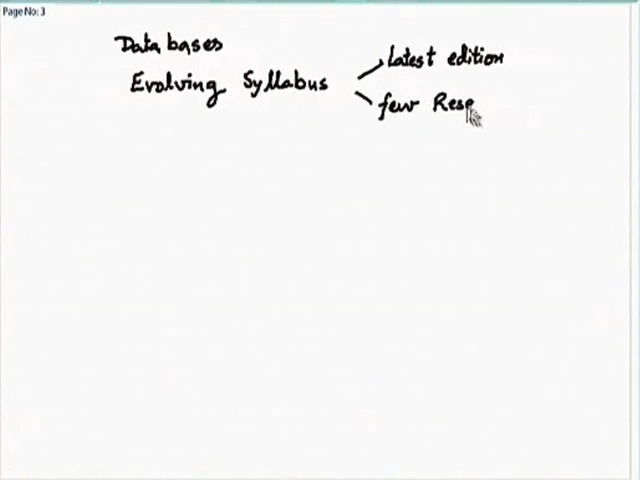 Page No: 3
Databases
Evolving Syllabus
latest edition
few Rese